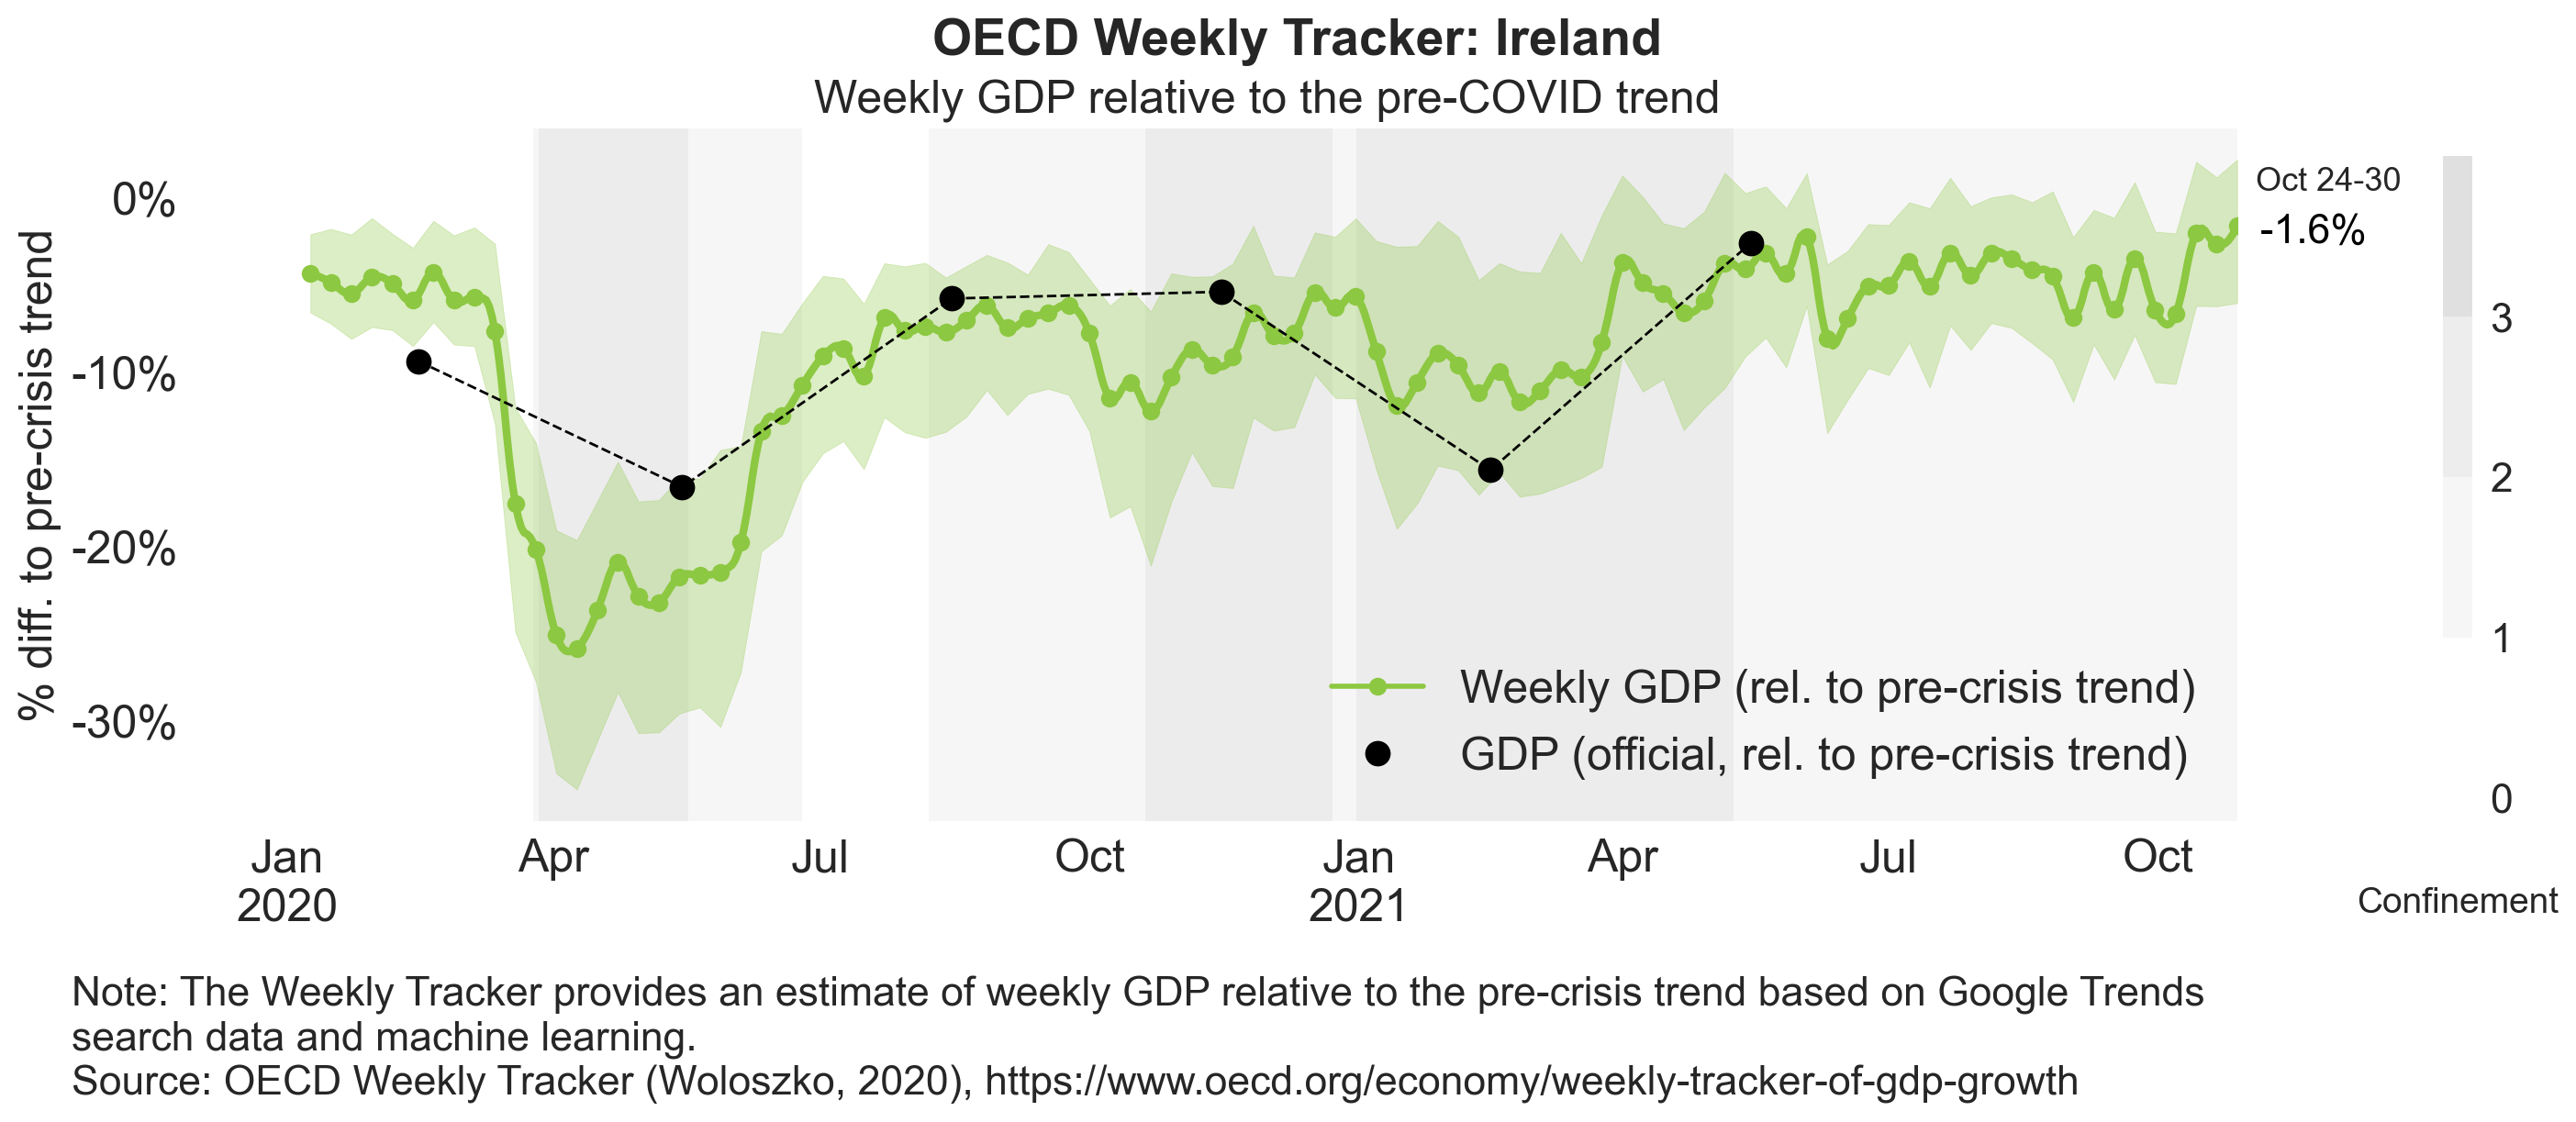 OECD Weekly Tracker: Ireland
Weekly GDP relative to the pre-COVID trend
% diff. to pre-crisis trend
0%
-10%
-20%
-30%
Oct 24-30
-1.6%
3
2
1
0
Confinement
Weekly GDP (rel. to pre-crisis trend)
GDP (official, rel. to pre-crisis trend)
Jan Apr Jul Oct Jan Apr Jul Oct
2020 2021
Note: The Weekly Tracker provides an estimate of weekly GDP relative to the pre-crisis trend based on Google Trends
search data and machine learning.
Source: OECD Weekly Tracker (Woloszko, 2020), https://www.oecd.org/economy/weekly-tracker-of-gdp-growth